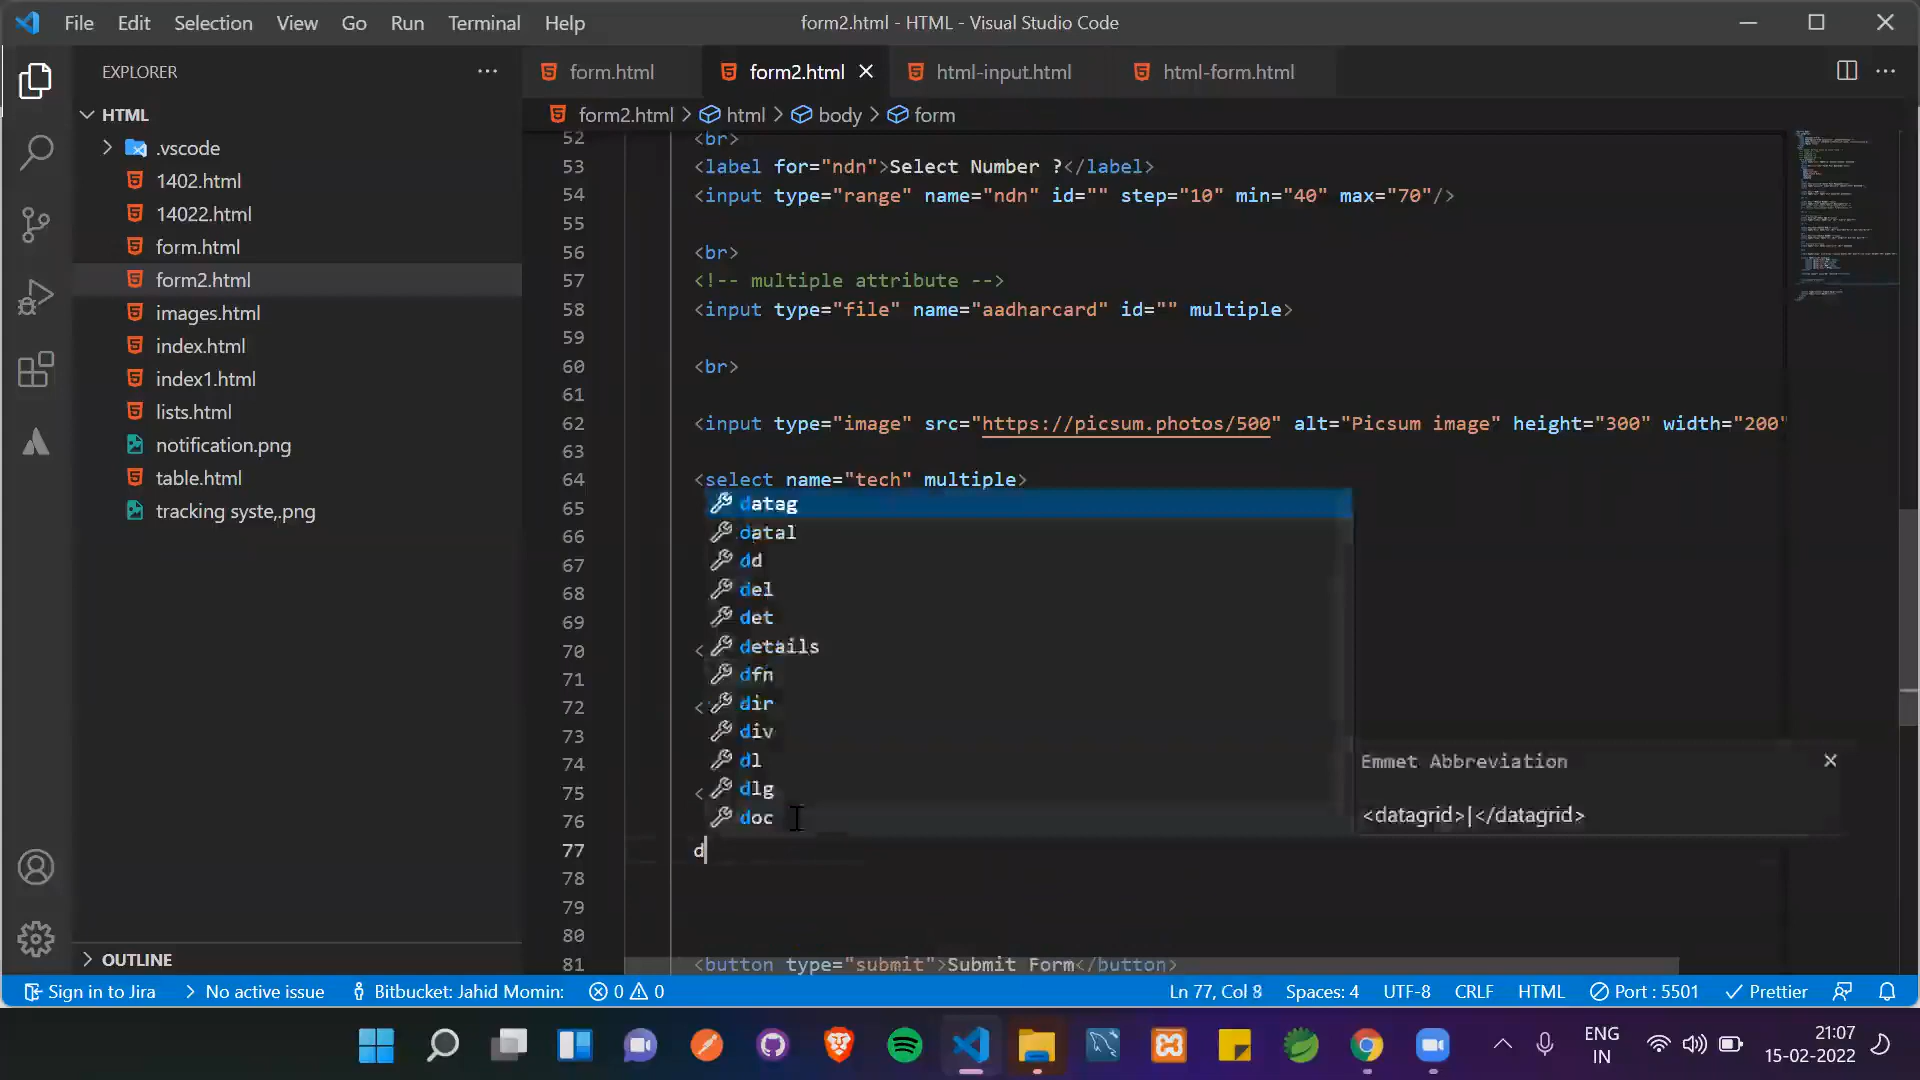 File Edit Selection View Go Run Terminal Help
form2.html - HTML - Visual Studio Code
EXPLORER
form.html
form2.html
html-input.html
html-form.html
HTML
form2.html > html > body > form
.vscode
1402.html
14022.html
form.html
form2.html
images.html
index.html
index1.html
lists.html
notification.png
table.html
tracking syste,.png
OUTLINE
52 <br>
53 <label for="ndn">Select Number ?</label>
54 <input type="range" name="ndn" id="" step="10" min="40" max="70"/>
55
56 <br>
57 <!-- multiple attribute -->
58 <input type="file" name="aadharcard" id="" multiple>
59
60 <br>
61
62 <input type="image" src="https://picsum.photos/500" alt="Picsum image" height="300" width="200"
63
64 <select name="tech" multiple>
65
66
67
68
69
70 <
71
72 <
73
74
75 <
76
77 d
78
79
80
81 <button type="submit">Submit Form</button>
datag
datal
dd
del
det
details
dfn
dir
div
dl
dlg
doc
Emmet Abbreviation
<datagrid>|</datagrid>
Sign in to Jira
No active issue
Bitbucket: Jahid Momin:
0 0
Ln 77, Col 8
Spaces: 4
UTF-8
CRLF
HTML
Port : 5501
Prettier
ENG
IN
21:07
15-02-2022